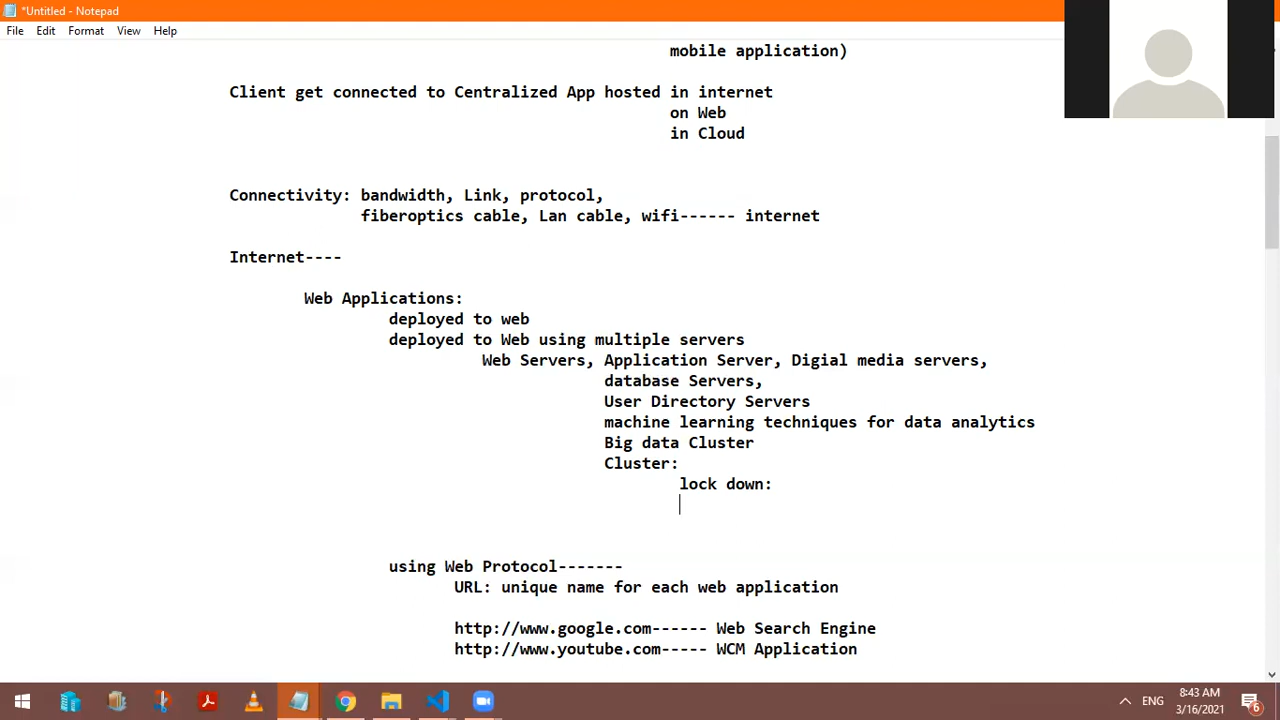 *Untitled - Notepad
File Edit Format View Help
mobile application)
Client get connected to Centralized App hosted in internet
on Web
in Cloud
Connectivity: bandwidth, Link, protocol,
fiberoptics cable, Lan cable, wifi------ internet
Internet----
Web Applications:
deployed to web
deployed to Web using multiple servers
Web Servers, Application Server, Digial media servers,
database Servers,
User Directory Servers
machine learning techniques for data analytics
Big data Cluster
Cluster:
lock down:
using Web Protocol-------
URL: unique name for each web application
http://www.google.com------ Web Search Engine
http://www.youtube.com----- WCM Application
ENG
8:43 AM
3/16/2021
6